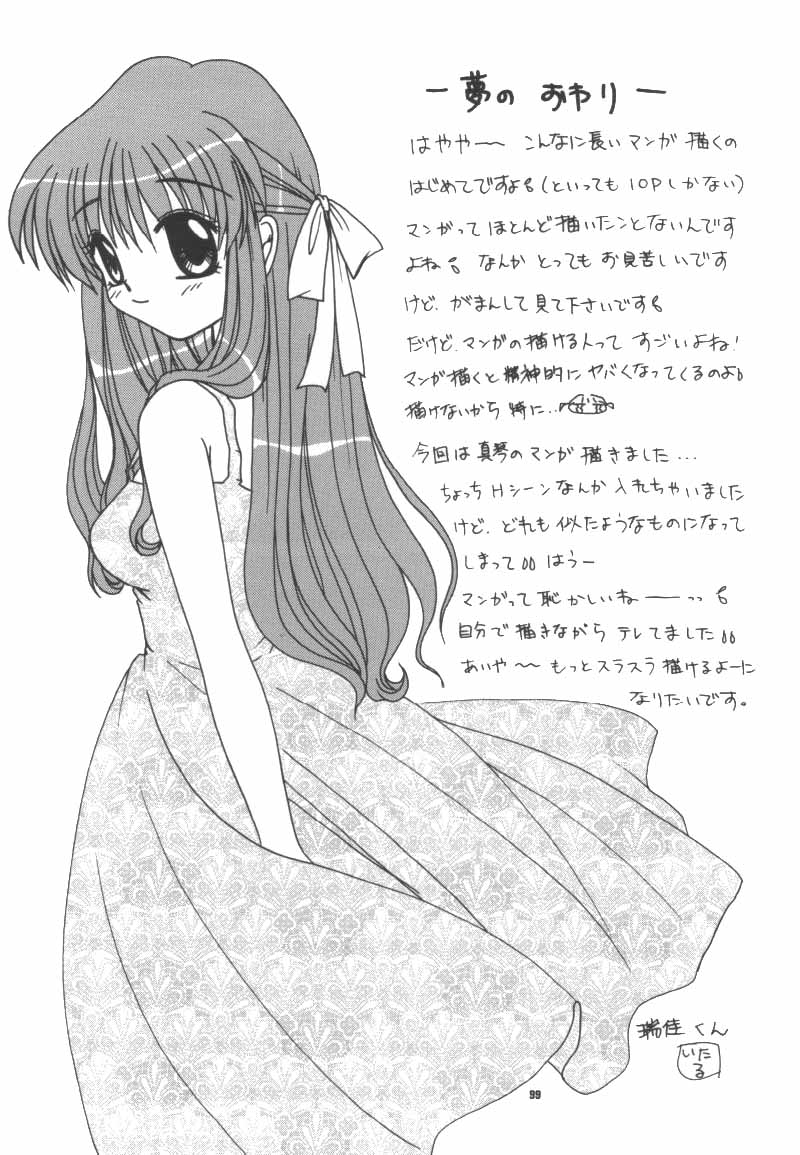 ー 夢の おわり ー
はやや〜 こんなに長いマンガ 描くの
はじめてですよ(といっても 10Pしかない)
マンガって ほとんど描いたことないんです
よね なんか とっても お見苦しいです
けど、がまんして見て下さいです
だけど、マンガの描ける人って すごいよね!
マンガ描くと 精神的に ヤバくなってくるのよ
描けないから 特に…
今回は真琴のマンガ 描きました…
ちょっち Hシーンなんか 入れちゃいました
けど、どれも 似たようなものになって
しまって はうー
マンガって 恥かしいね───っっ
自分で 描きながら テレてました
あいや〜 もっとスラスラ 描けるよーに
なりたいです。
瑞佳 くん
いた
る
99